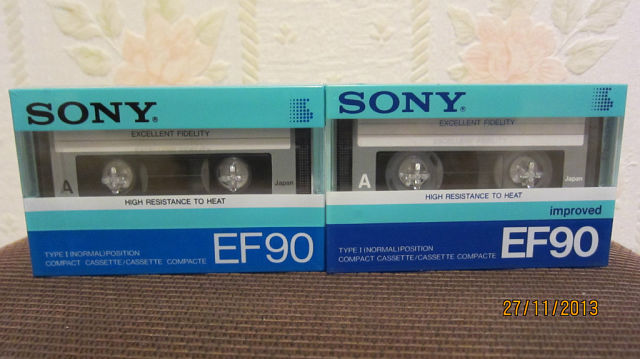 SONY®
EXCELLENT FIDELITY
A
Japan
HIGH RESISTANCE TO HEAT
TYPE I (NORMAL) POSITION
COMPACT CASSETTE/CASSETTE COMPACTE
EF90
SONY®
EXCELLENT FIDELITY
A
Japan
HIGH RESISTANCE TO HEAT
improved
TYPE I (NORMAL) POSITION
COMPACT CASSETTE/CASSETTE COMPACTE
EF90
27/11/2013